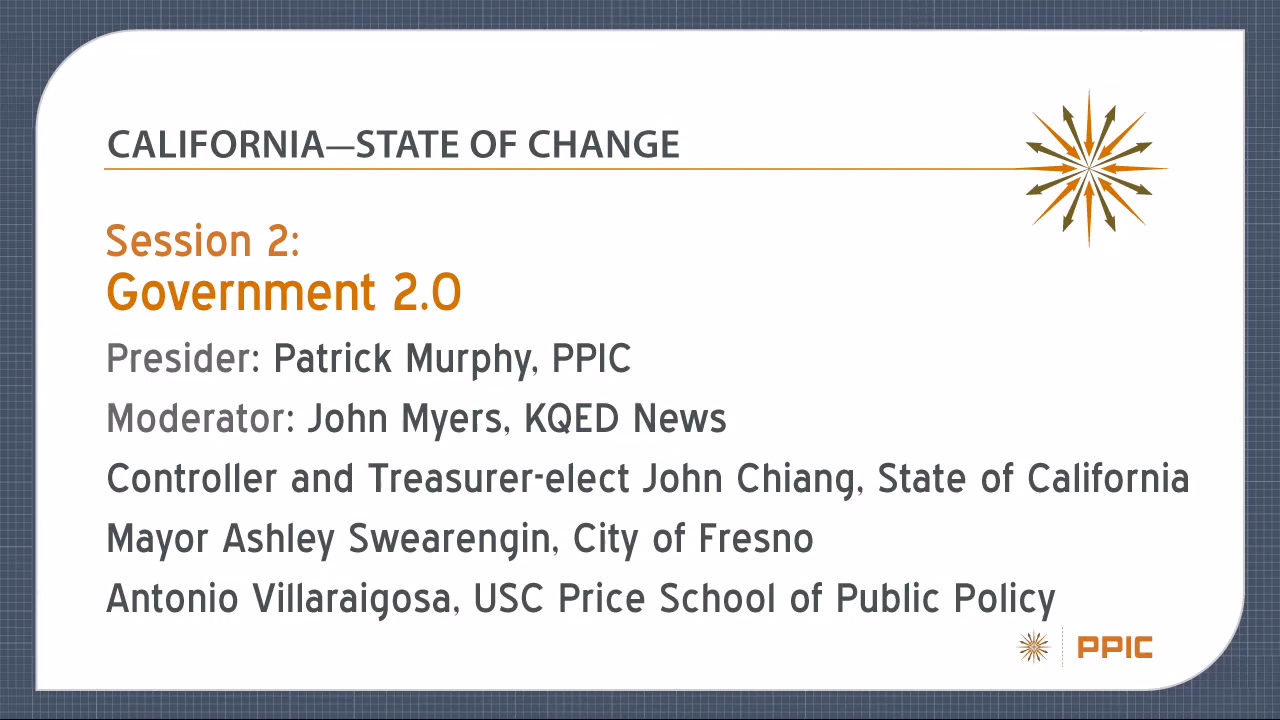 CALIFORNIA—STATE OF CHANGE
Session 2:
Government 2.0
Presider: Patrick Murphy, PPIC
Moderator: John Myers, KQED News
Controller and Treasurer-elect John Chiang, State of California
Mayor Ashley Swearengin, City of Fresno
Antonio Villaraigosa, USC Price School of Public Policy
PPIC